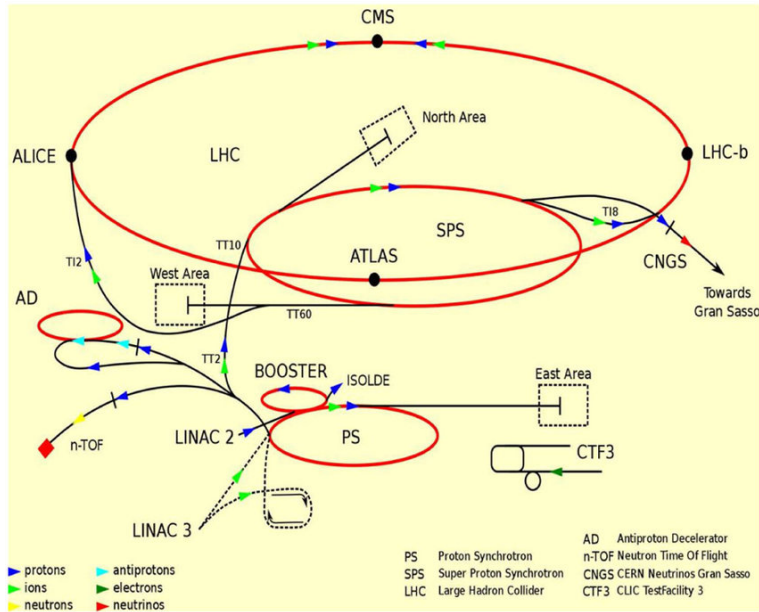 CMS
North Area
ALICE
LHC
LHC-b
TI8
SPS
TT10
ATLAS
CNGS
TI2
West Area
Towards
Gran Sasso
AD
TT60
TT2
BOOSTER
ISOLDE
East Area
LINAC 2
PS
n-TOF
CTF3
LINAC 3
protons
ions
neutrons
antiprotons
electrons
neutrinos
PS Proton Synchrotron
SPS Super Proton Synchrotron
LHC Large Hadron Collider
AD Antiproton Decelerator
n-TOF Neutron Time Of Flight
CNGS CERN Neutrinos Gran Sasso
CTF3 CLIC TestFacility 3